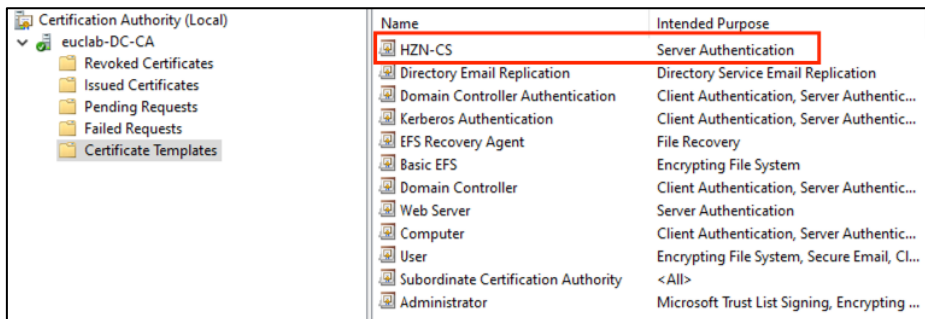 Certification Authority (Local)
euclab-DC-CA
Revoked Certificates
Issued Certificates
Pending Requests
Failed Requests
Certificate Templates
Name Intended Purpose
HZN-CS Server Authentication
Directory Email Replication Directory Service Email Replication
Domain Controller Authentication Client Authentication, Server Authentic...
Kerberos Authentication Client Authentication, Server Authentic...
EFS Recovery Agent File Recovery
Basic EFS Encrypting File System
Domain Controller Client Authentication, Server Authentic...
Web Server Server Authentication
Computer Client Authentication, Server Authentic...
User Encrypting File System, Secure Email, Cl...
Subordinate Certification Authority <All>
Administrator Microsoft Trust List Signing, Encrypting ...